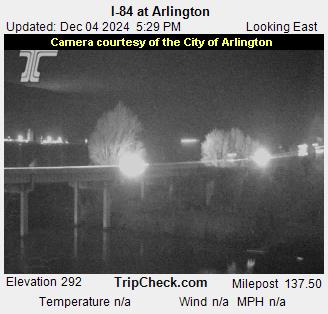 I-84 at Arlington
Updated: Dec 04 2024 5:29 PM Looking East
Camera courtesy of the City of Arlington
Elevation 292 TripCheck.com Milepost 137.50
Temperature n/a Wind n/a MPH n/a